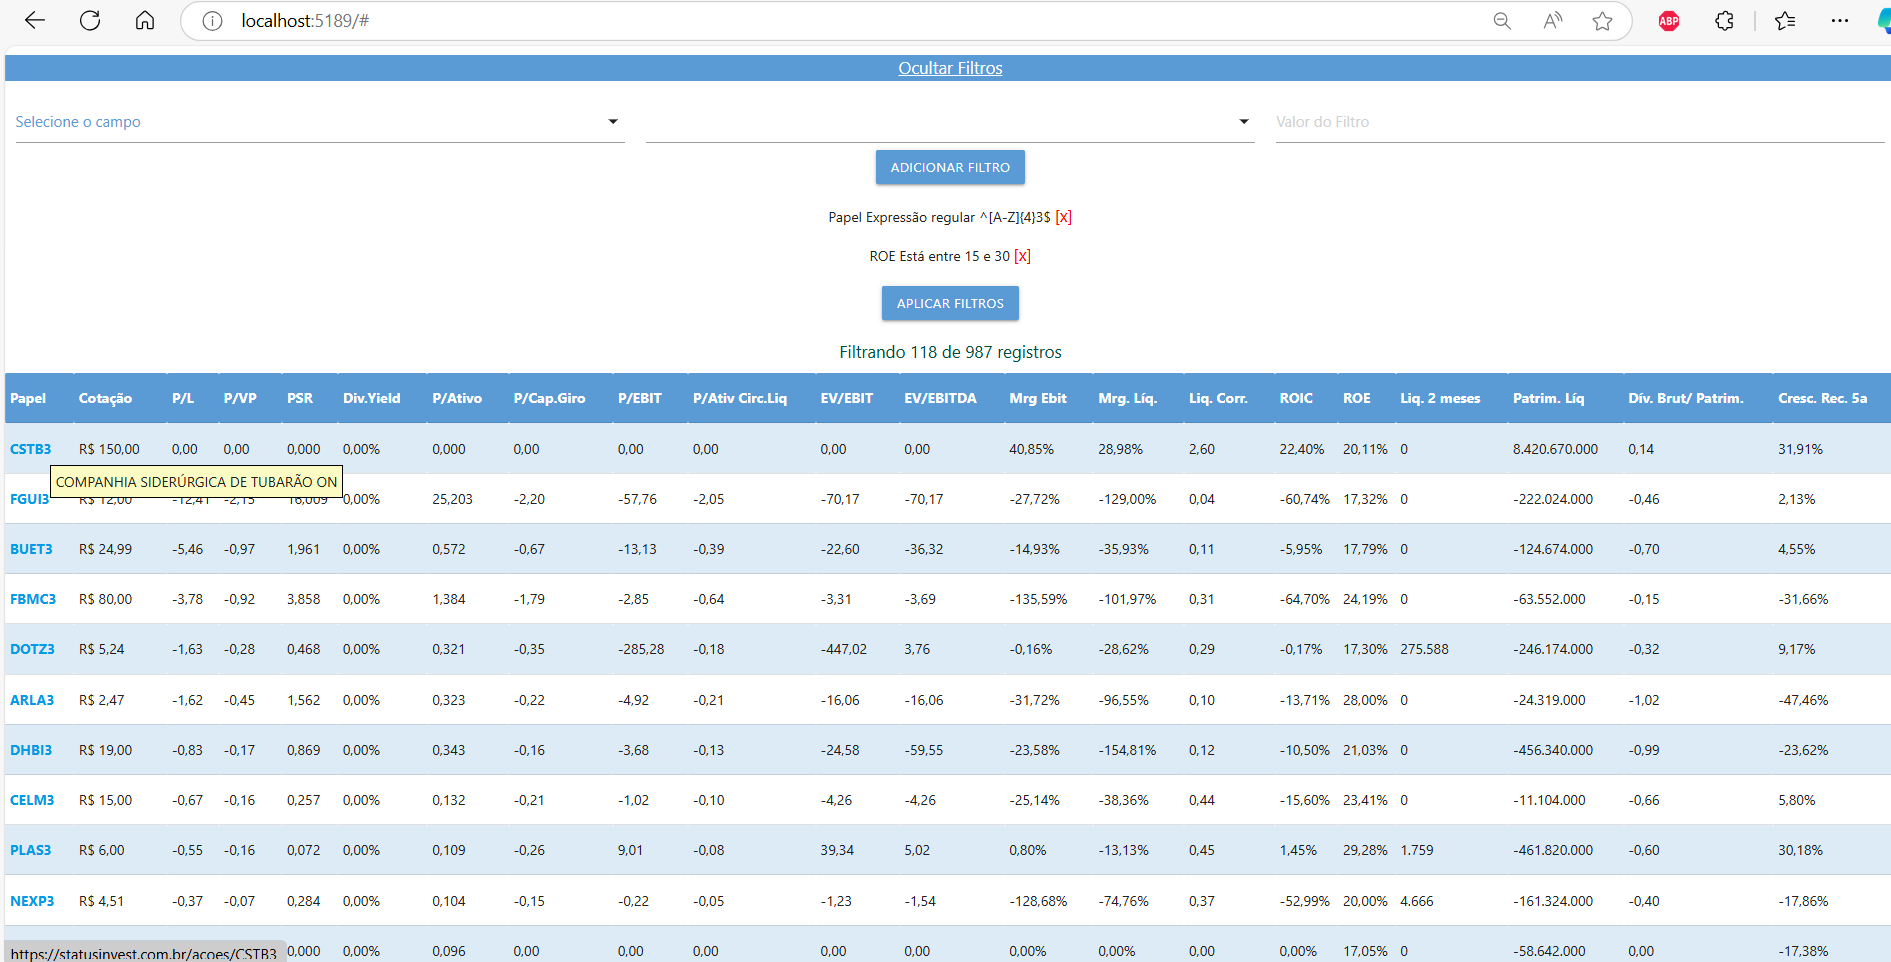 localhost:5189/#
ABP
Ocultar Filtros
Selecione o campo
Valor do Filtro
ADICIONAR FILTRO
Papel Expressão regular ^[A-Z]{4}3$ [X]
ROE Está entre 15 e 30 [X]
APLICAR FILTROS
Filtrando 118 de 987 registros
Papel Cotação P/L P/VP PSR Div.Yield P/Ativo P/Cap.Giro P/EBIT P/Ativ Circ.Liq EV/EBIT EV/EBITDA Mrg Ebit Mrg. Líq. Liq. Corr. ROIC ROE Liq. 2 meses Patrim. Líq Dív. Brut/ Patrim. Cresc. Rec. 5a
CSTB3 R$ 150,00 0,00 0,00 0,000 0,00% 0,000 0,00 0,00 0,00 0,00 0,00 40,85% 28,98% 2,60 22,40% 20,11% 0 8.420.670.000 0,14 31,91%
COMPANHIA SIDERÚRGICA DE TUBARÃO ON
FGUI3 R$ 12,00 -12,41 -2,15 16,009 0,00% 25,203 -2,20 -57,76 -2,05 -70,17 -70,17 -27,72% -129,00% 0,04 -60,74% 17,32% 0 -222.024.000 -0,46 2,13%
BUET3 R$ 24,99 -5,46 -0,97 1,961 0,00% 0,572 -0,67 -13,13 -0,39 -22,60 -36,32 -14,93% -35,93% 0,11 -5,95% 17,79% 0 -124.674.000 -0,70 4,55%
FBMC3 R$ 80,00 -3,78 -0,92 3,858 0,00% 1,384 -1,79 -2,85 -0,64 -3,31 -3,69 -135,59% -101,97% 0,31 -64,70% 24,19% 0 -63.552.000 -0,15 -31,66%
DOTZ3 R$ 5,24 -1,63 -0,28 0,468 0,00% 0,321 -0,35 -285,28 -0,18 -447,02 3,76 -0,16% -28,62% 0,29 -0,17% 17,30% 275.588 -246.174.000 -0,32 9,17%
ARLA3 R$ 2,47 -1,62 -0,45 1,562 0,00% 0,323 -0,22 -4,92 -0,21 -16,06 -16,06 -31,72% -96,55% 0,10 -13,71% 28,00% 0 -24.319.000 -1,02 -47,46%
DHBI3 R$ 19,00 -0,83 -0,17 0,869 0,00% 0,343 -0,16 -3,68 -0,13 -24,58 -59,55 -23,58% -154,81% 0,12 -10,50% 21,03% 0 -456.340.000 -0,99 -23,62%
CELM3 R$ 15,00 -0,67 -0,16 0,257 0,00% 0,132 -0,21 -1,02 -0,10 -4,26 -4,26 -25,14% -38,36% 0,44 -15,60% 23,41% 0 -11.104.000 -0,66 5,80%
PLAS3 R$ 6,00 -0,55 -0,16 0,072 0,00% 0,109 -0,26 9,01 -0,08 39,34 5,02 0,80% -13,13% 0,45 1,45% 29,28% 1.759 -461.820.000 -0,60 30,18%
NEXP3 R$ 4,51 -0,37 -0,07 0,284 0,00% 0,104 -0,15 -0,22 -0,05 -1,23 -1,54 -128,68% -74,76% 0,37 -52,99% 20,00% 4.666 -161.324.000 -0,40 -17,86%
0,000 0,00% 0,096 0,00 0,00 0,00 0,00 0,00 0,00% 0,00% 0,00 0,00% 17,05% 0 -58.642.000 0,00 -17,38%
https://statusinvest.com.br/acoes/CSTB3